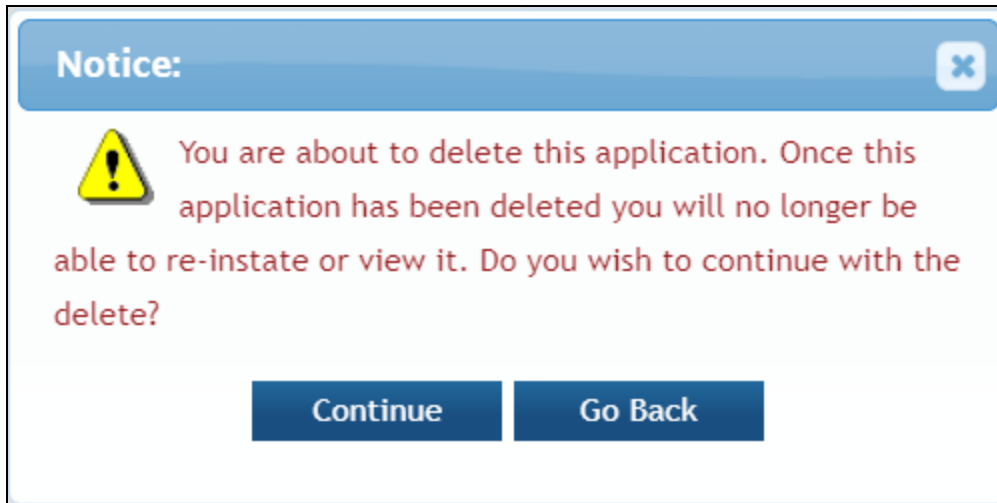 Notice:
You are about to delete this application. Once this
application has been deleted you will no longer be
able to re-instate or view it. Do you wish to continue with the
delete?
Continue
Go Back